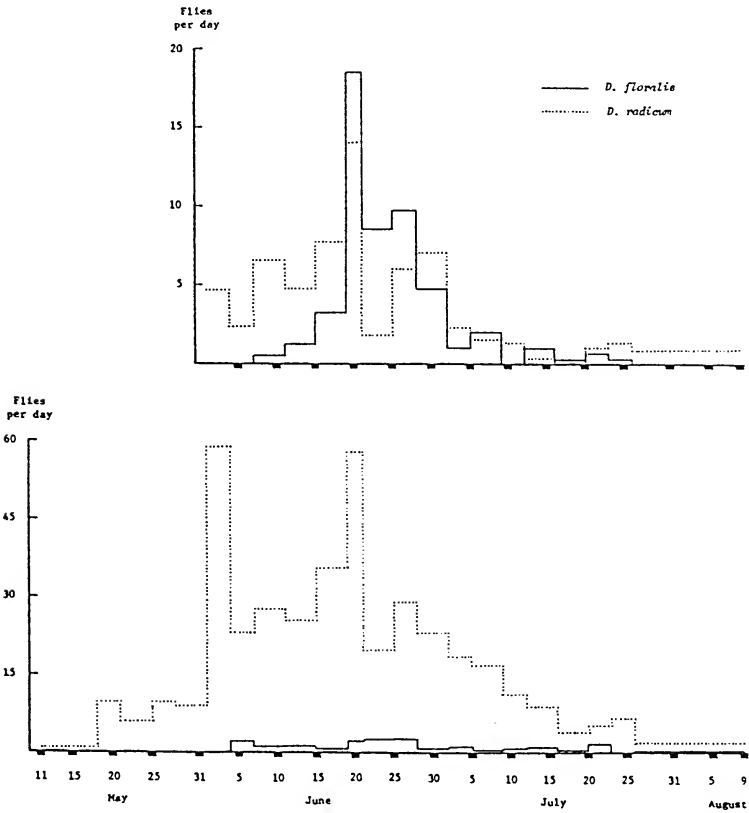 Flies
per day
20
15
10
5
D. floralis
D. radicum
Flies
per day
60
45
30
15
11 15 20 25 31 5 10 15 20 25 30 5 10 15 20 25 31 5 9
May June July August